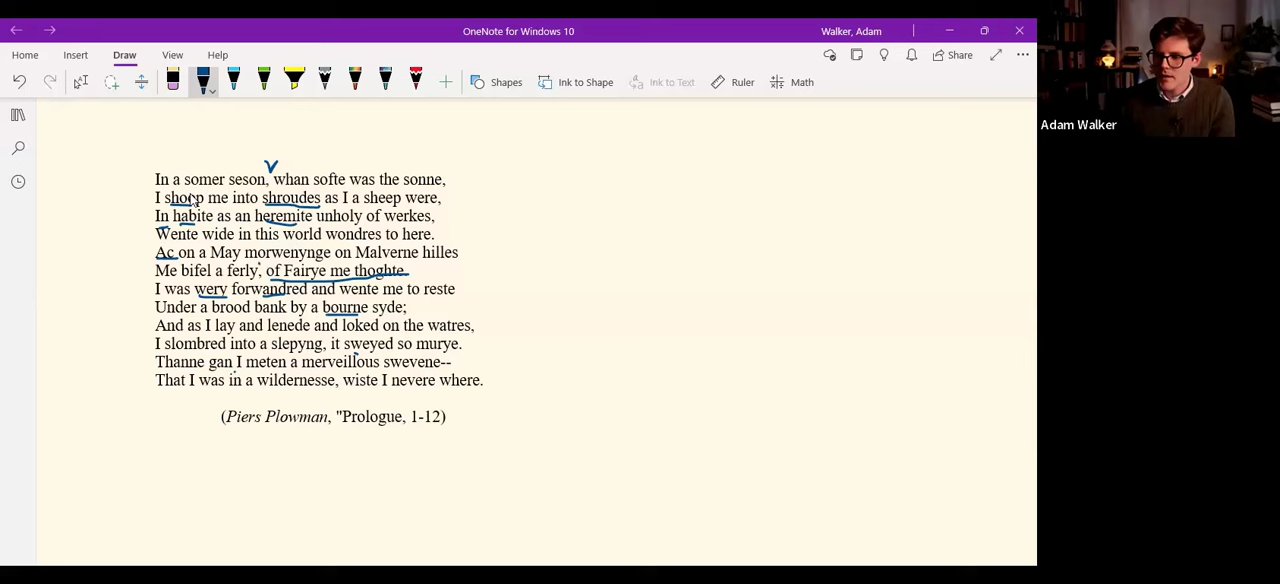 OneNote for Windows 10
Walker, Adam
Home Insert Draw View Help
Share
Shapes Ink to Shape Ink to Text Ruler Math
Adam Walker
In a somer seson, whan softe was the sonne,
I shoop me into shroudes as I a sheep were,
In habite as an heremite unholy of werkes,
Wente wide in this world wondres to here.
Ac on a May morwenynge on Malverne hilles
Me bifel a ferly, of Fairye me thoghte.
I was wery forwandred and wente me to reste
Under a brood bank by a bourne syde;
And as I lay and lenede and loked on the watres,
I slombred into a slepyng, it sweyed so murye.
Thanne gan I meten a merveillous swevene--
That I was in a wildernesse, wiste I nevere where.
(Piers Plowman, "Prologue, 1-12)